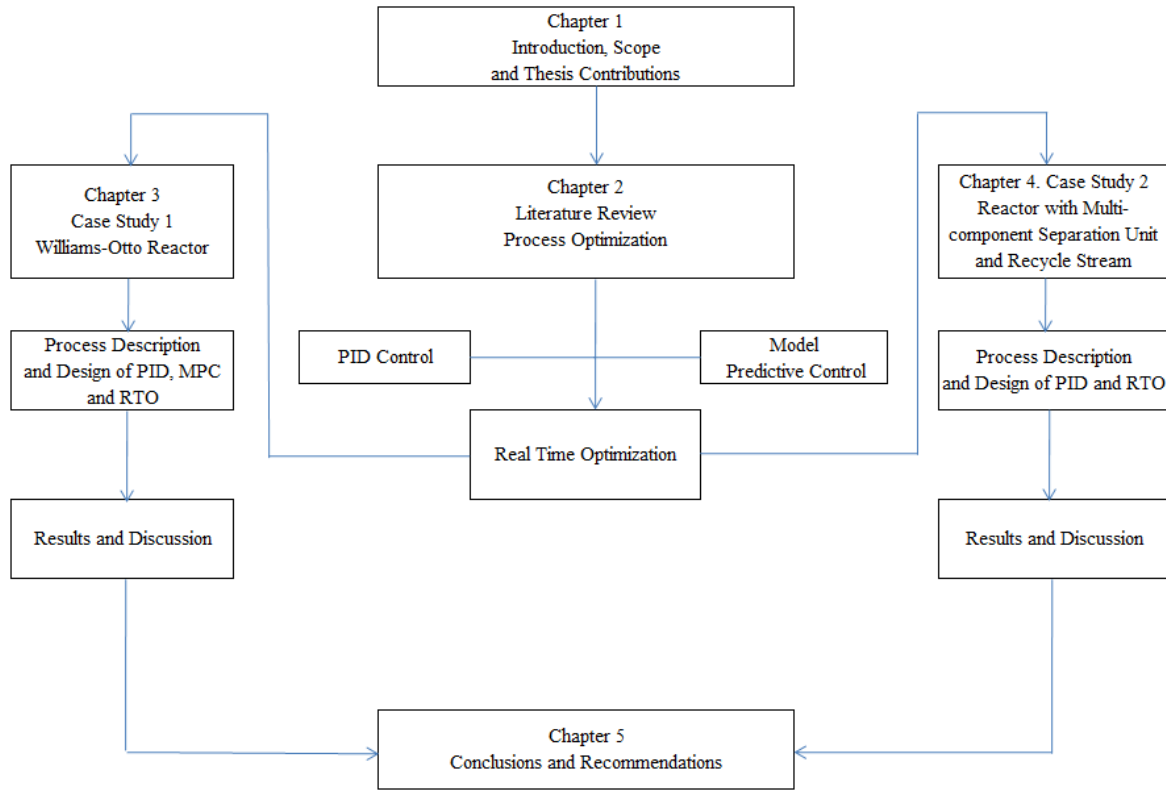 Chapter 1
Introduction, Scope
and Thesis Contributions
Chapter 2
Literature Review
Process Optimization
PID Control
Model
Predictive Control
Real Time Optimization
Chapter 3
Case Study 1
Williams-Otto Reactor
Process Description
and Design of PID, MPC
and RTO
Results and Discussion
Chapter 4. Case Study 2
Reactor with Multi-
component Separation Unit
and Recycle Stream
Process Description
and Design of PID and RTO
Results and Discussion
Chapter 5
Conclusions and Recommendations